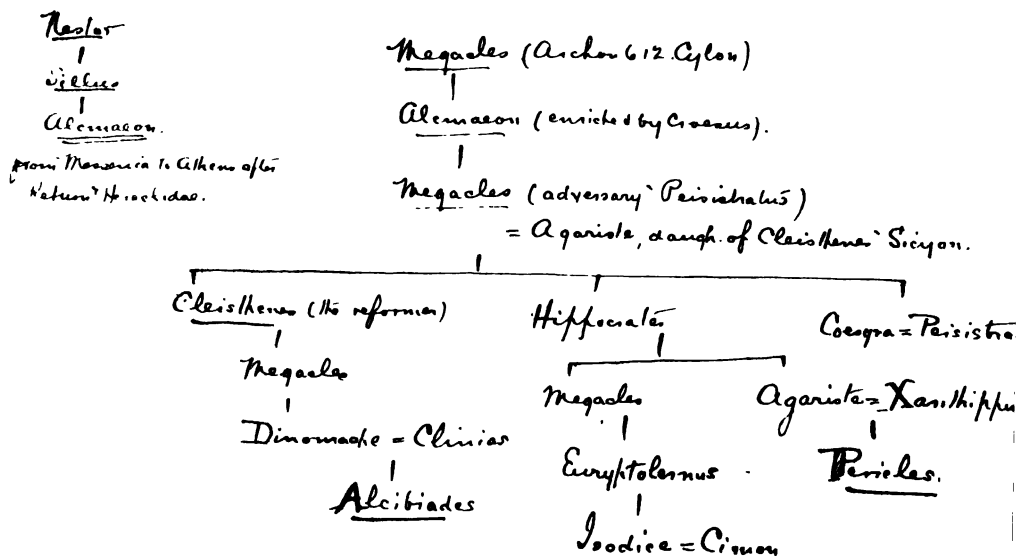 Nestor
Alcmaeon.
from Messenia to Athens after
Return Heraclidae.
Megacles (Archon 612. Cylon)
Alcmaeon (enriched by Croesus).
Megacles (adversary Peisistratus)
= Agariste, daugh. of Cleisthenes Sicyon.
Cleisthenes (the reformer)
Hippocrates
Coesyra = Peisistra
Megacles
Megacles
Agariste = Xanthippu
Dinomache = Clinias
Euryptolemus
Pericles.
Alcibiades
Isodice = Cimon